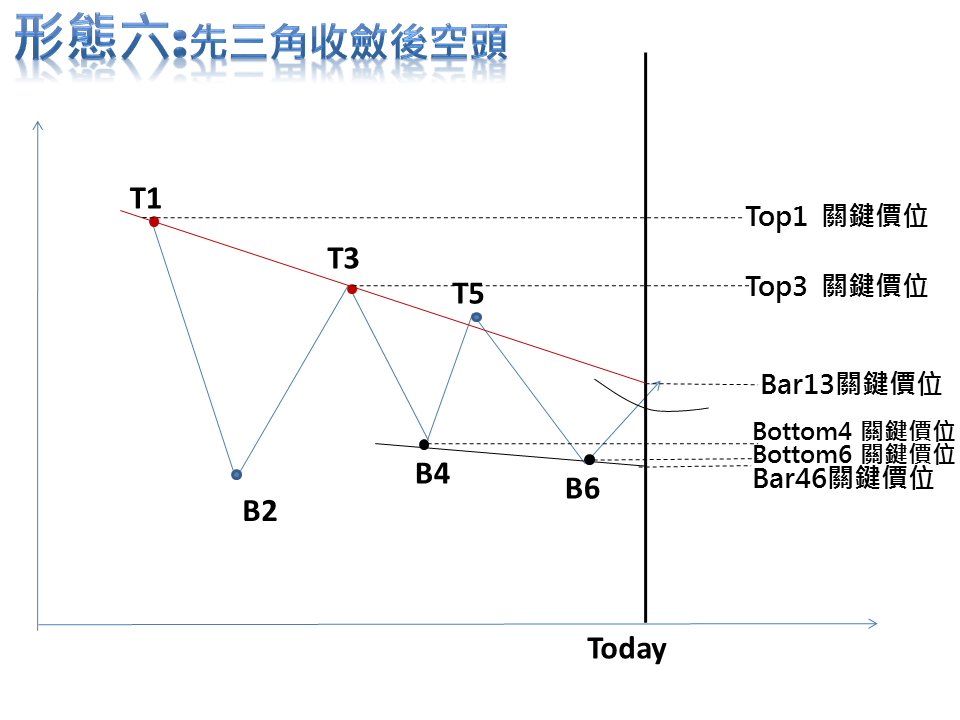 形態六:先三角收斂後空頭
T1
Top1 關鍵價位
T3
Top3 關鍵價位
T5
Bar13關鍵價位
Bottom4 關鍵價位
Bottom6 關鍵價位
B4
Bar46關鍵價位
B6
B2
Today